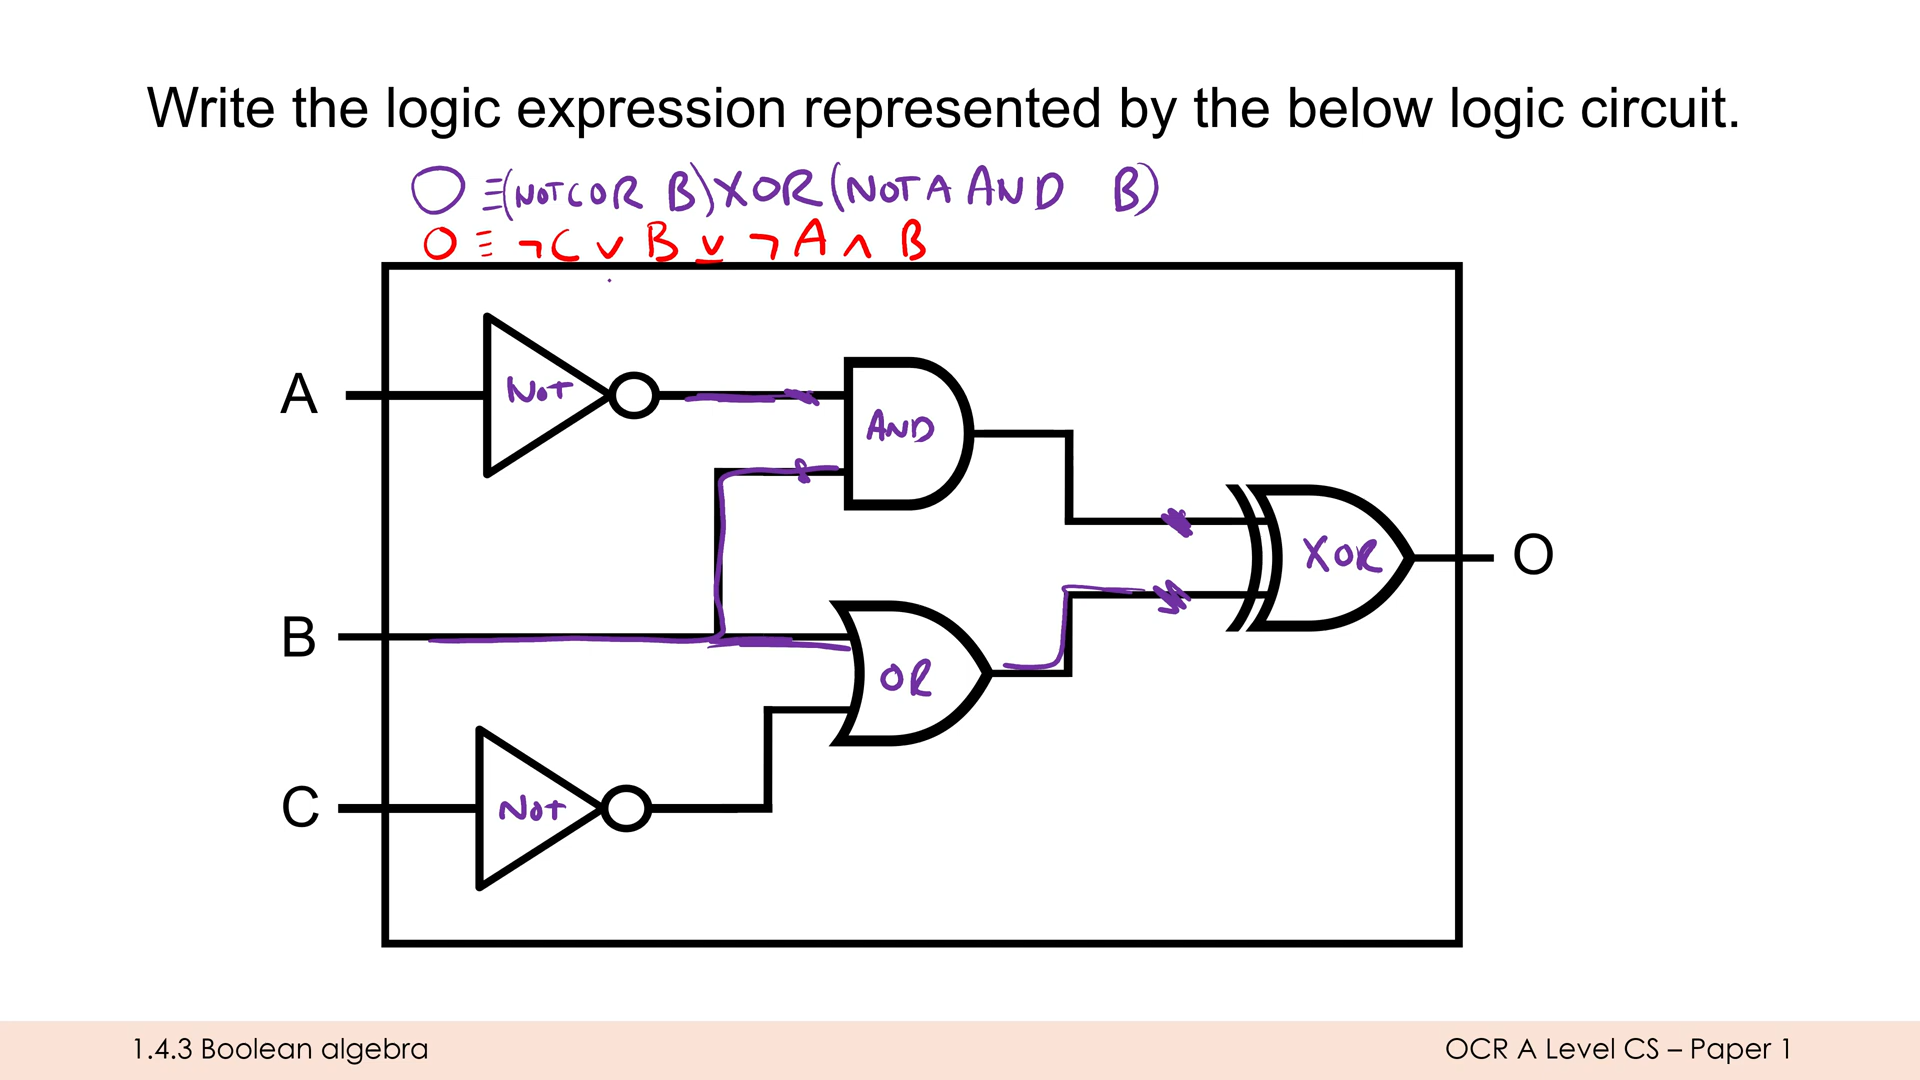 Write the logic expression represented by the below logic circuit.
O ≡ (NOT C OR B) XOR (NOT A AND B)
O ≡ ¬C ∨ B ⊻ ¬A ∧ B
A
NOT
AND
XOR
O
B
OR
C
NOT
1.4.3 Boolean algebra
OCR A Level CS – Paper 1